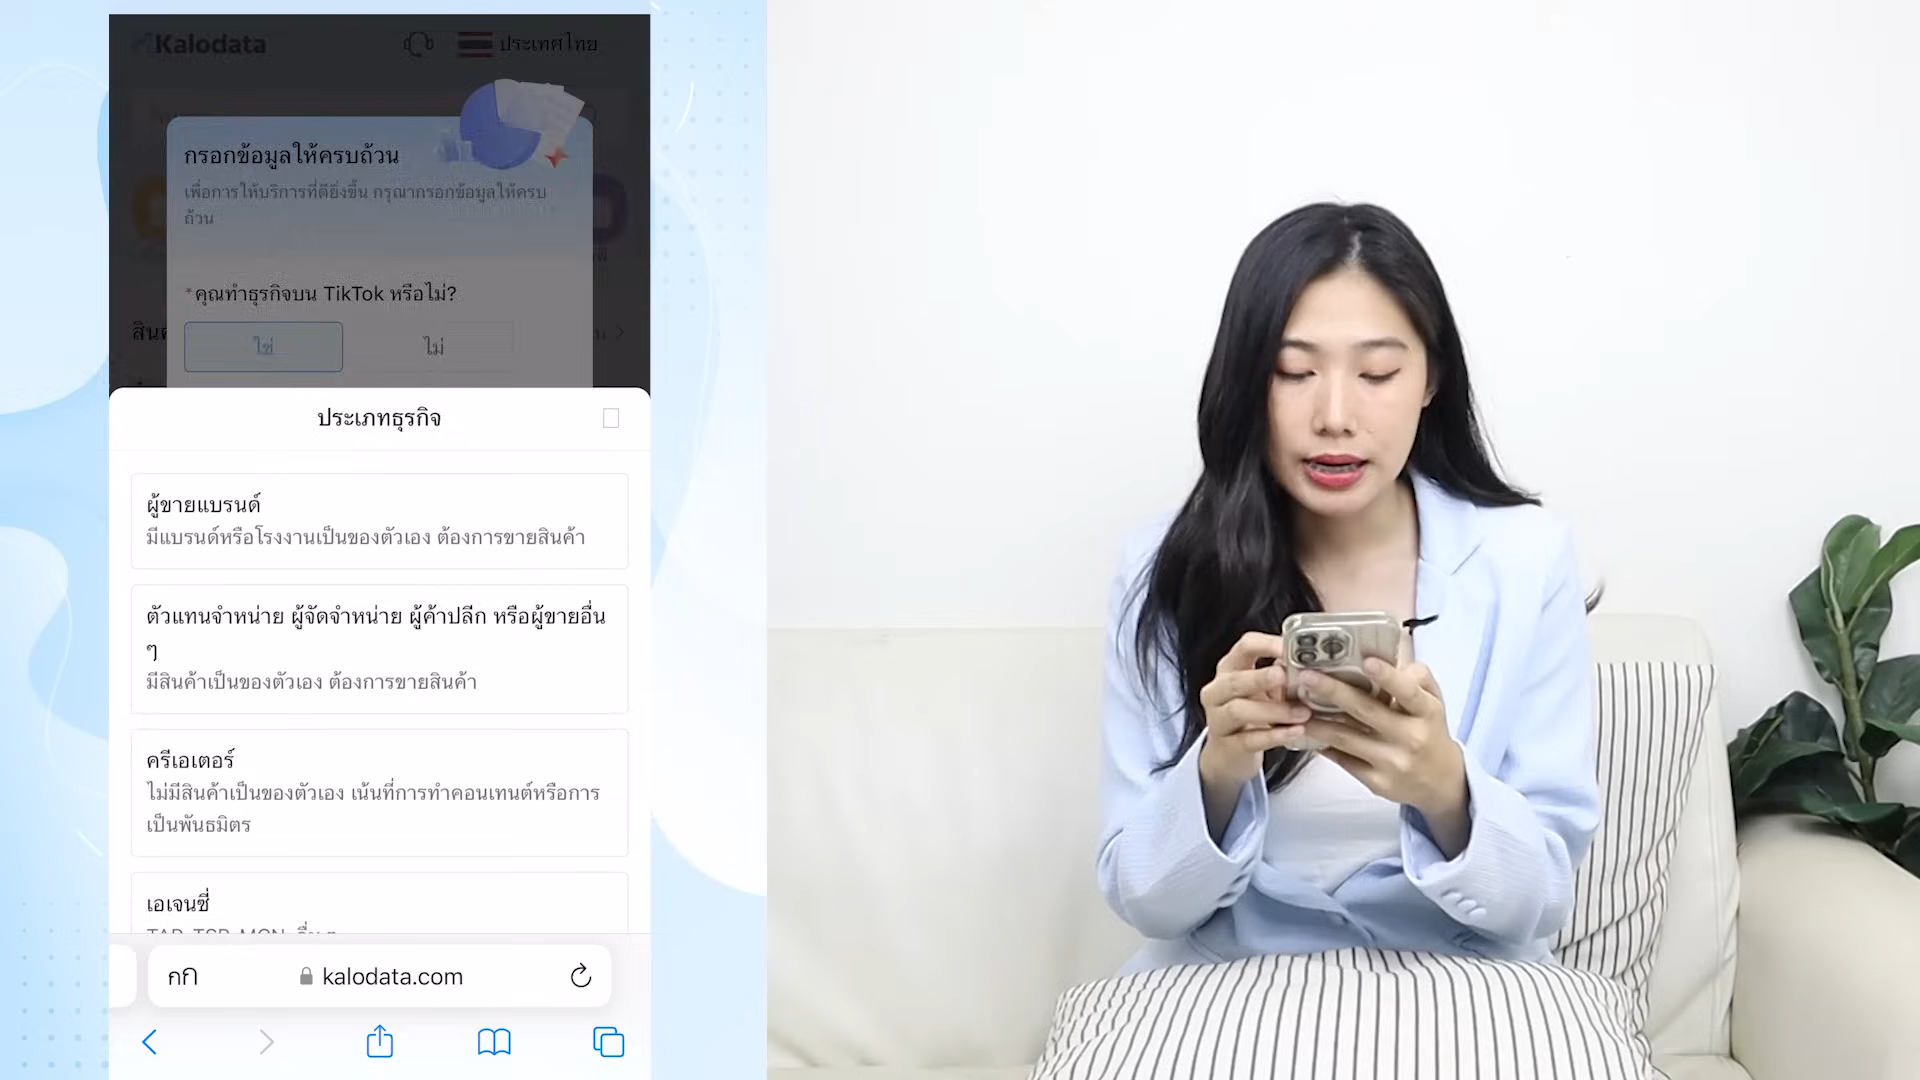 Kalodata ประเทศไทย
กรอกข้อมูลให้ครบถ้วน
เพื่อการให้บริการที่ดียิ่งขึ้น กรุณากรอกข้อมูลให้ครบ
ถ้วน
*คุณทำธุรกิจบน TikTok หรือไม่?
ใช่ ไม่
ประเภทธุรกิจ
ผู้ขายแบรนด์
มีแบรนด์หรือโรงงานเป็นของตัวเอง ต้องการขายสินค้า
ตัวแทนจำหน่าย ผู้จัดจำหน่าย ผู้ค้าปลีก หรือผู้ขายอื่น
ๆ
มีสินค้าเป็นของตัวเอง ต้องการขายสินค้า
ครีเอเตอร์
ไม่มีสินค้าเป็นของตัวเอง เน้นที่การทำคอนเทนต์หรือการ
เป็นพันธมิตร
เอเจนซี่
TAP, TSP, MCN, อื่น ๆ
กก kalodata.com